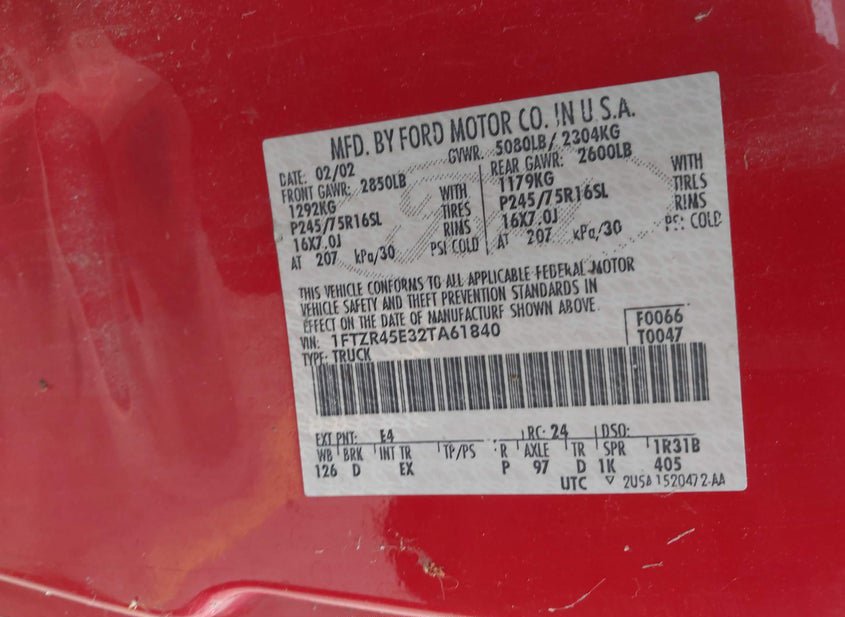 MFD. BY FORD MOTOR CO. IN U.S.A.
DATE: 02/02 GVWR: 5080LB/ 2304KG
FRONT GAWR: 2850LB REAR GAWR: 2600LB
1292KG WITH 1179KG WITH
P245/75R16SL TIRES P245/75R16SL TIRLS
16X7.0J RIMS 16X7.0J RIMS
AT 207 kPa/30 PSI COLD AT 207 kPa/30 PSI COLD
THIS VEHICLE CONFORMS TO ALL APPLICABLE FEDERAL MOTOR
VEHICLE SAFETY AND THEFT PREVENTION STANDARDS IN
EFFECT ON THE DATE OF MANUFACTURE SHOWN ABOVE.
VIN: 1FTZR45E32TA61840 F0066
TYPE: TRUCK T0047
EXT PNT: E4 RC: 24 DSO:
WB BRK INT TR TP/PS R AXLE TR SPR 1R31B
126 D EX P 97 D 1K 405
UTC ▽ 2U5A 1520472-AA